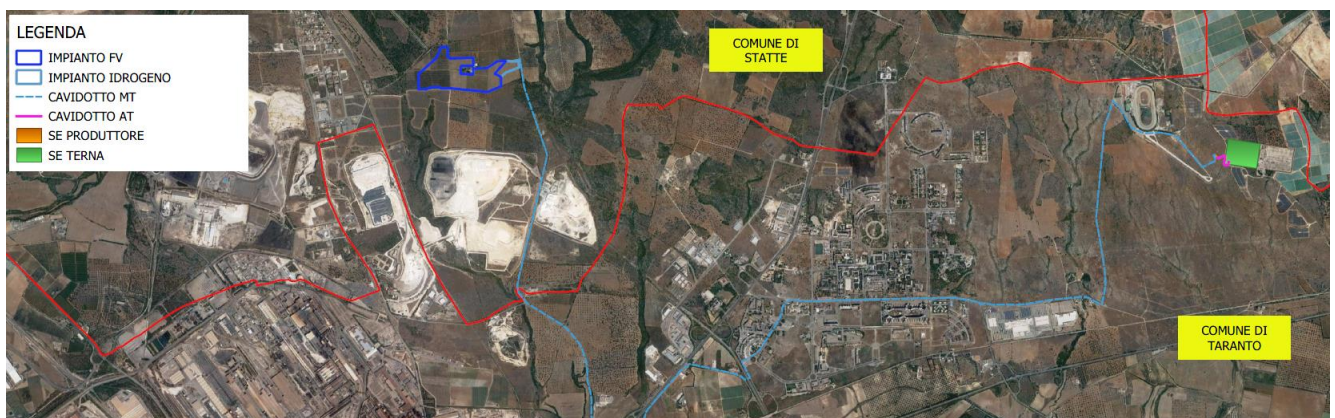 LEGENDA
IMPIANTO FV
IMPIANTO IDROGENO
CAVIDOTTO MT
CAVIDOTTO AT
SE PRODUTTORE
SE TERNA
COMUNE DI
STATTE
COMUNE DI
TARANTO